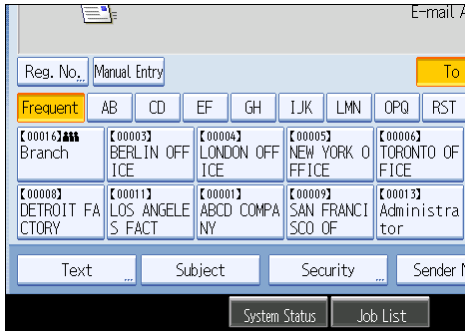 E-mail A
Reg. No. Manual Entry To
Frequent AB CD EF GH IJK LMN OPQ RST
【00016】 【00003】 【00004】 【00005】 【00006】
Branch BERLIN OFF LONDON OFF NEW YORK O TORONTO OF
ICE ICE FFICE FICE
【00008】 【00011】 【00001】 【00009】 【00013】
DETROIT FA LOS ANGELE ABCD COMPA SAN FRANCI Administra
CTORY S FACT NY SCO OF tor
Text ... Subject Security ... Sender N
System Status Job List